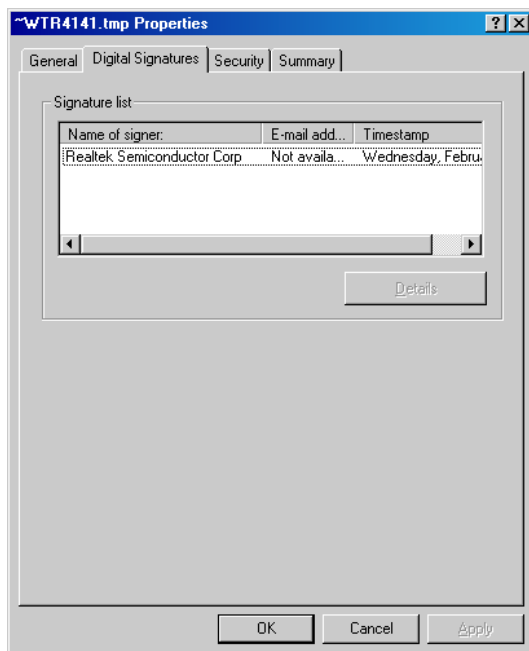 ~WTR4141.tmp Properties
General Digital Signatures Security Summary
Signature list
Name of signer: E-mail add... Timestamp
Realtek Semiconductor Corp Not availa... Wednesday, Februa
Details
OK Cancel Apply